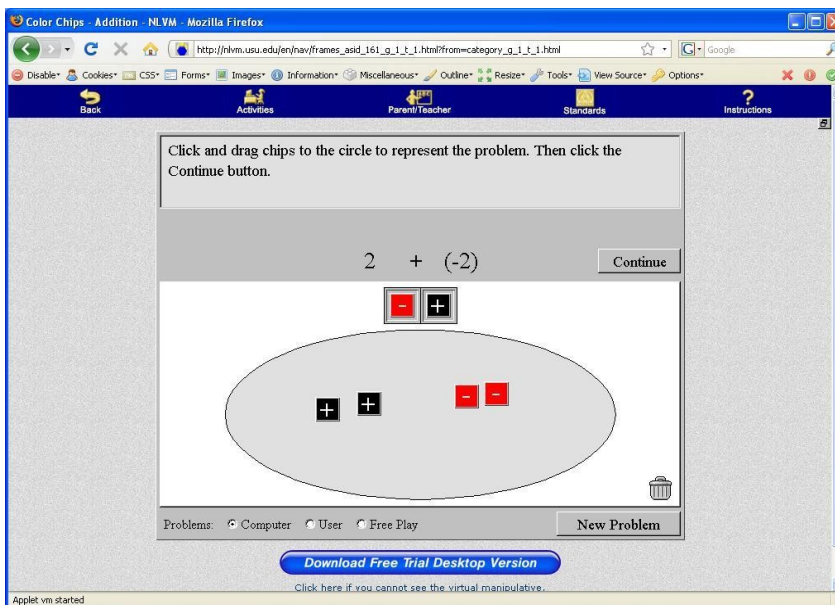 Color Chips - Addition - NLVM - Mozilla Firefox
http://nlvm.usu.edu/en/nav/frames_asid_161_g_1_t_1.html?from=category_g_1_t_1.html
Google
Disable Cookies CSS Forms Images Information Miscellaneous Outline Resize Tools View Source Options
Back Activities Parent/Teacher Standards Instructions
Click and drag chips to the circle to represent the problem. Then click the
Continue button.
2 + (-2)
Continue
- +
+ + - -
Problems: Computer User Free Play
New Problem
Download Free Trial Desktop Version
Click here if you cannot see the virtual manipulative.
Applet vm started